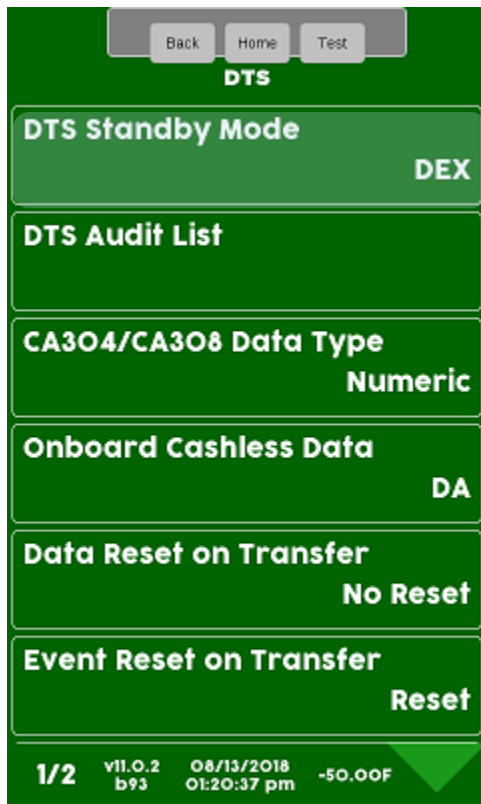 Back Home Test
DTS
DTS Standby Mode
DEX
DTS Audit List
CA304/CA308 Data Type
Numeric
Onboard Cashless Data
DA
Data Reset on Transfer
No Reset
Event Reset on Transfer
Reset
1/2 v11.0.2 08/13/2018 -50.00F
b93 01:20:37 pm